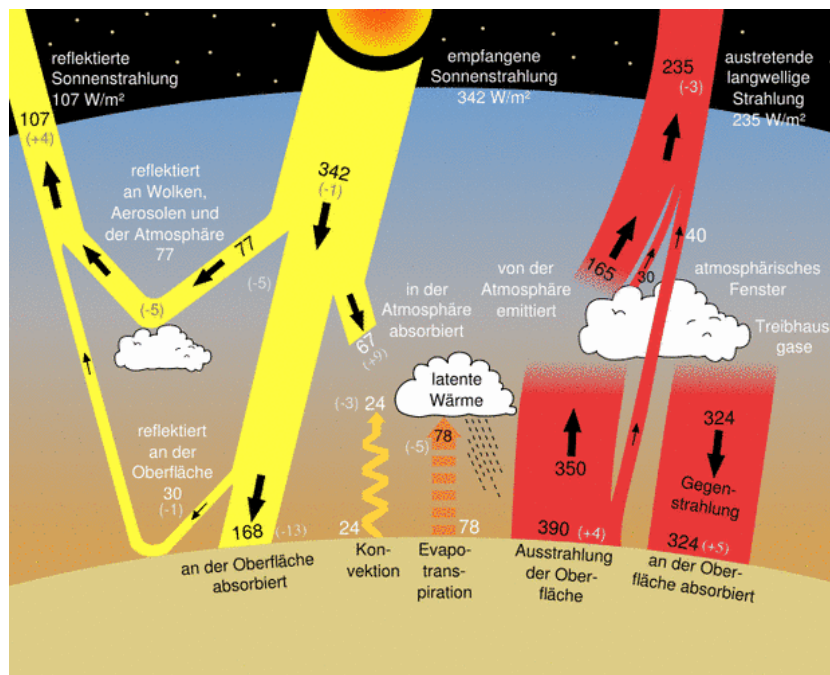 reflektierte
Sonnenstrahlung
107 W/m²
107
(+4)
empfangene
Sonnenstrahlung
342 W/m²
235
(-3)
austretende
langwellige
Strahlung
235 W/m²
342
(-1)
reflektiert
an Wolken,
Aerosolen und
der Atmosphäre
77
77
(-5)
(-5)
in der
Atmosphäre
absorbiert
67
(+9)
von der
Atmosphäre
emittiert
165
30
40
atmosphärisches
Fenster
Treibhaus
gase
latente
Wärme
(-3) 24
(-5)
78
reflektiert
an der
Oberfläche
30
(-1)
350
324
Gegen-
strahlung
168 (-13)
24
78
390 (+4)
324 (+5)
an der Oberfläche
absorbiert
Kon-
vektion
Evapo-
trans-
piration
Ausstrahlung
der Ober-
fläche
an der Ober-
fläche absorbiert